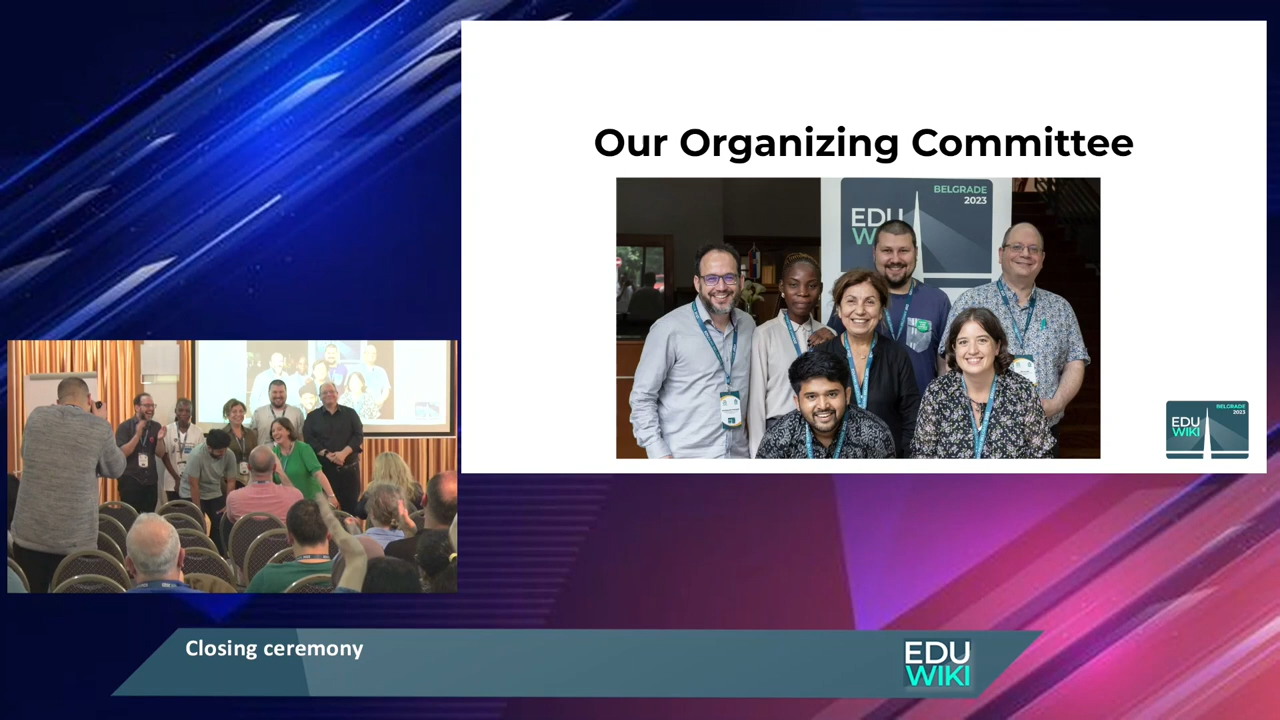 Our Organizing Committee
BELGRADE
2023
EDU
W
BELGRADE
2023
EDU
WIKI
Closing ceremony
EDU
WIKI